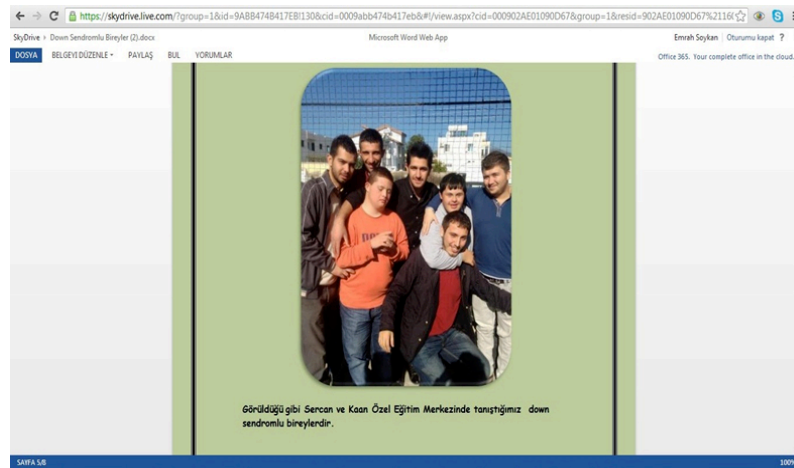 https://skydrive.live.com/?group=1&id=9ABB474B417EB!130&cid=0009abb474b417eb&#!/view.aspx?cid=000902AE01090D67&group=1&resid=902AE01090D67%2116(
SkyDrive Down Sendromlu Bireyler (2).docx Microsoft Word Web App Emrah Soykan Oturumu kapat ?
DOSYA BELGEYİ DÜZENLE PAYLAŞ BUL YORUMLAR Office 365. Your complete office in the cloud.
Görüldüğü gibi Sercan ve Kaan Özel Eğitim Merkezinde tanıştığımız down
sendromlu bireylerdir.
SAYFA 5/8 100%